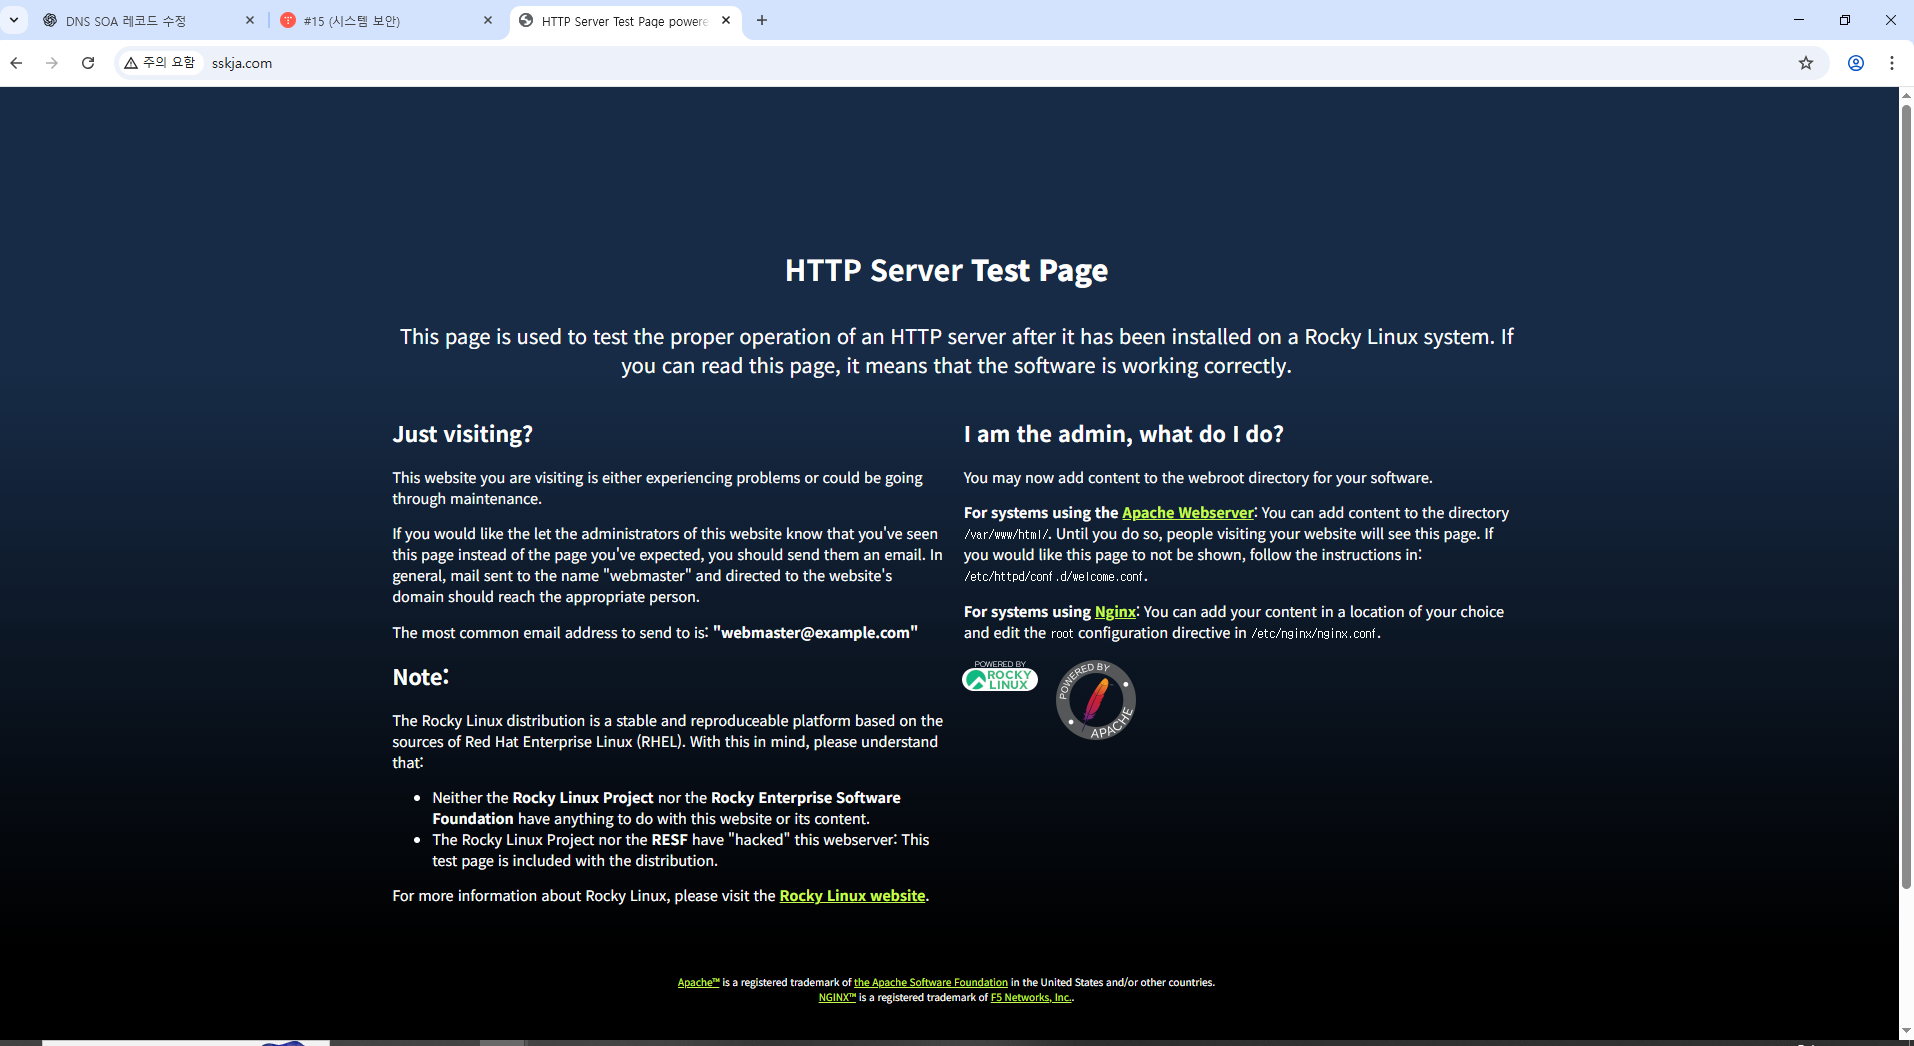 DNS SOA 레코드 수정
#15 (시스템 보안)
HTTP Server Test Page powere
주의 요함
sskja.com
HTTP Server Test Page
This page is used to test the proper operation of an HTTP server after it has been installed on a Rocky Linux system. If
you can read this page, it means that the software is working correctly.
Just visiting?
This website you are visiting is either experiencing problems or could be going
through maintenance.
If you would like the let the administrators of this website know that you've seen
this page instead of the page you've expected, you should send them an email. In
general, mail sent to the name "webmaster" and directed to the website's
domain should reach the appropriate person.
The most common email address to send to is: "webmaster@example.com"
Note:
The Rocky Linux distribution is a stable and reproduceable platform based on the
sources of Red Hat Enterprise Linux (RHEL). With this in mind, please understand
that:
• Neither the Rocky Linux Project nor the Rocky Enterprise Software
Foundation have anything to do with this website or its content.
• The Rocky Linux Project nor the RESF have "hacked" this webserver: This
test page is included with the distribution.
For more information about Rocky Linux, please visit the Rocky Linux website.
I am the admin, what do I do?
You may now add content to the webroot directory for your software.
For systems using the Apache Webserver: You can add content to the directory
/var/www/html/. Until you do so, people visiting your website will see this page. If
you would like this page to not be shown, follow the instructions in:
/etc/httpd/conf.d/welcome.conf.
For systems using Nginx: You can add your content in a location of your choice
and edit the root configuration directive in /etc/nginx/nginx.conf.
POWERED BY
ROCKY
LINUX
POWERED BY
APACHE
Apache™ is a registered trademark of the Apache Software Foundation in the United States and/or other countries.
NGINX™ is a registered trademark of F5 Networks, Inc..